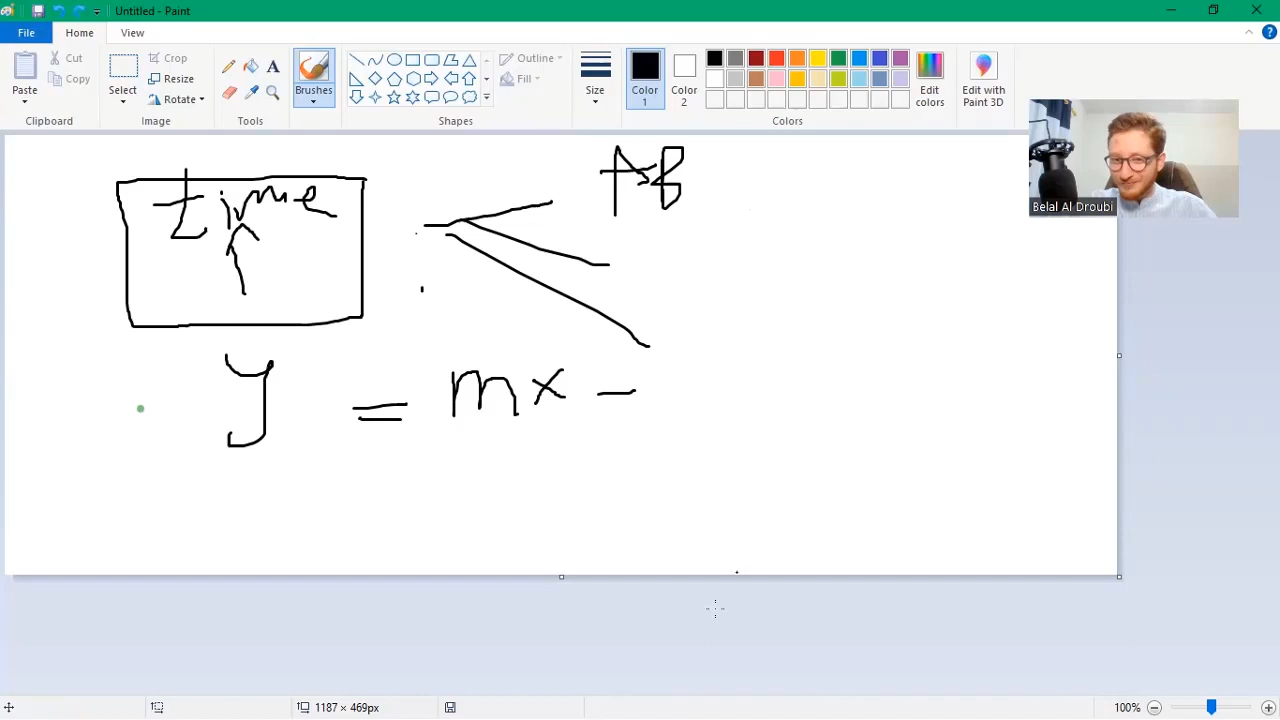 Untitled - Paint
File Home View
Paste Cut Copy Select Crop Resize Rotate A Brushes Outline Fill Size Color 1 Color 2 Edit colors Edit with Paint 3D
Clipboard Image Tools Shapes Colors
time
y = mx -
Belal Al Droubi
1187 × 469px 100%